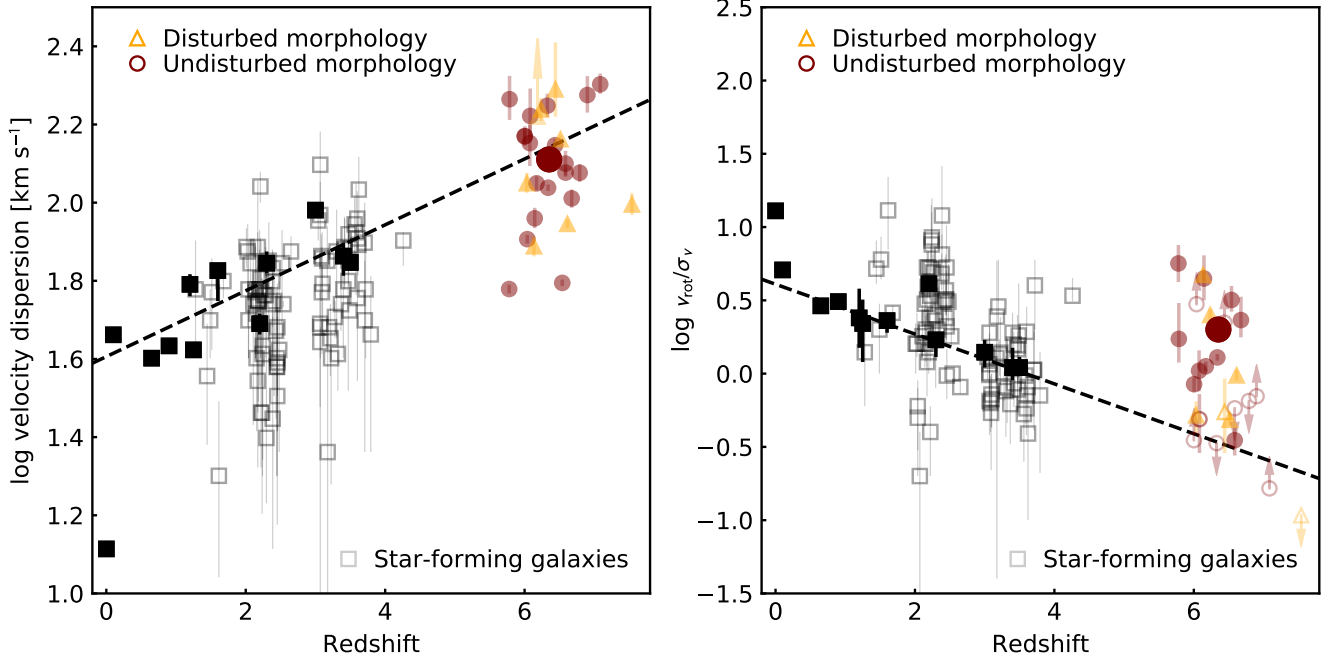 Disturbed morphology
Undisturbed morphology
Star-forming galaxies
log velocity dispersion [km s⁻¹]
2.4
2.2
2.0
1.8
1.6
1.4
1.2
1.0
0
2
4
6
Redshift
Disturbed morphology
Undisturbed morphology
Star-forming galaxies
log v_rot/σ_v
2.5
2.0
1.5
1.0
0.5
0.0
−0.5
−1.0
−1.5
0
2
4
6
Redshift